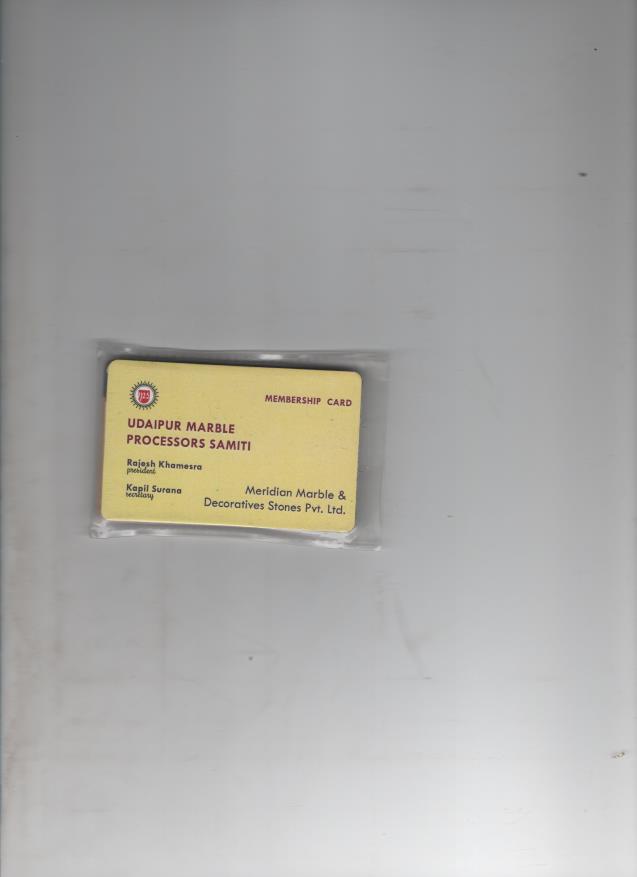 MEMBERSHIP CARD
UDAIPUR MARBLE
PROCESSORS SAMITI
Rajesh Khamesra
president
Kapil Surana
secretary
Meridian Marble &
Decoratives Stones Pvt. Ltd.